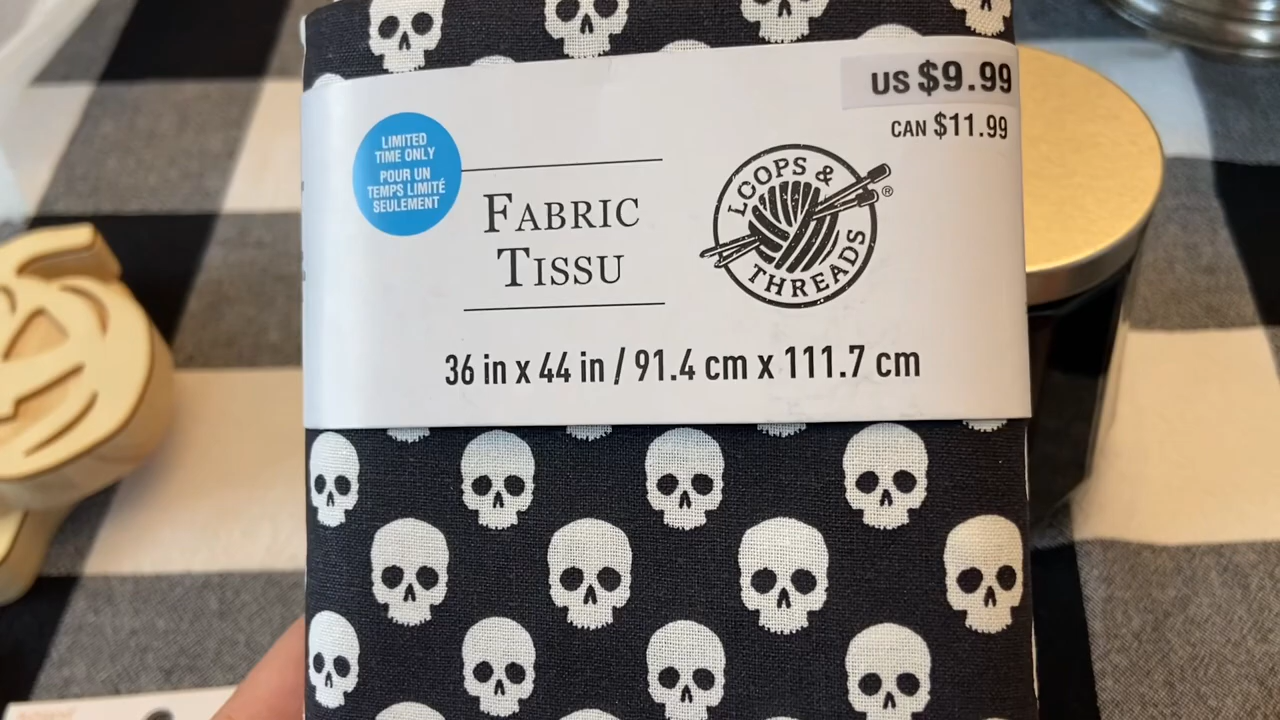 US $9.99
CAN $11.99
LIMITED
TIME ONLY
POUR UN
TEMPS LIMITÉ
SEULEMENT
FABRIC
TISSU
LOOPS &
THREADS
®
36 in x 44 in / 91.4 cm x 111.7 cm